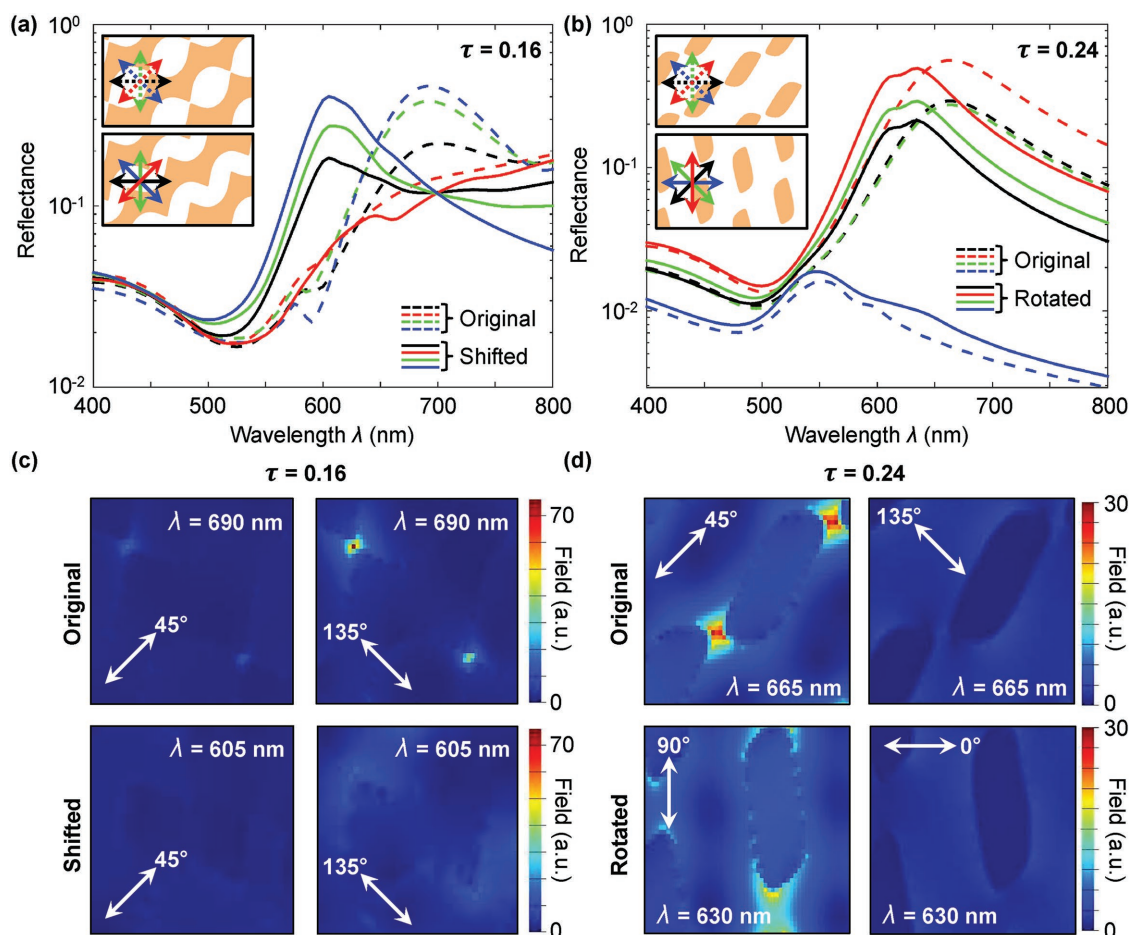 (a)
10⁰
τ = 0.16
Reflectance
10⁻¹
10⁻²
Original
Shifted
400 500 600 700 800
Wavelength λ (nm)
(b)
10⁰
τ = 0.24
Reflectance
10⁻¹
10⁻²
Original
Rotated
400 500 600 700 800
Wavelength λ (nm)
(c)
τ = 0.16
Original
λ = 690 nm
45°
λ = 690 nm
135°
70
Field (a.u.)
0
Shifted
λ = 605 nm
45°
λ = 605 nm
135°
70
Field (a.u.)
0
(d)
τ = 0.24
Original
45°
λ = 665 nm
135°
λ = 665 nm
30
Field (a.u.)
0
Rotated
90°
λ = 630 nm
0°
λ = 630 nm
30
Field (a.u.)
0